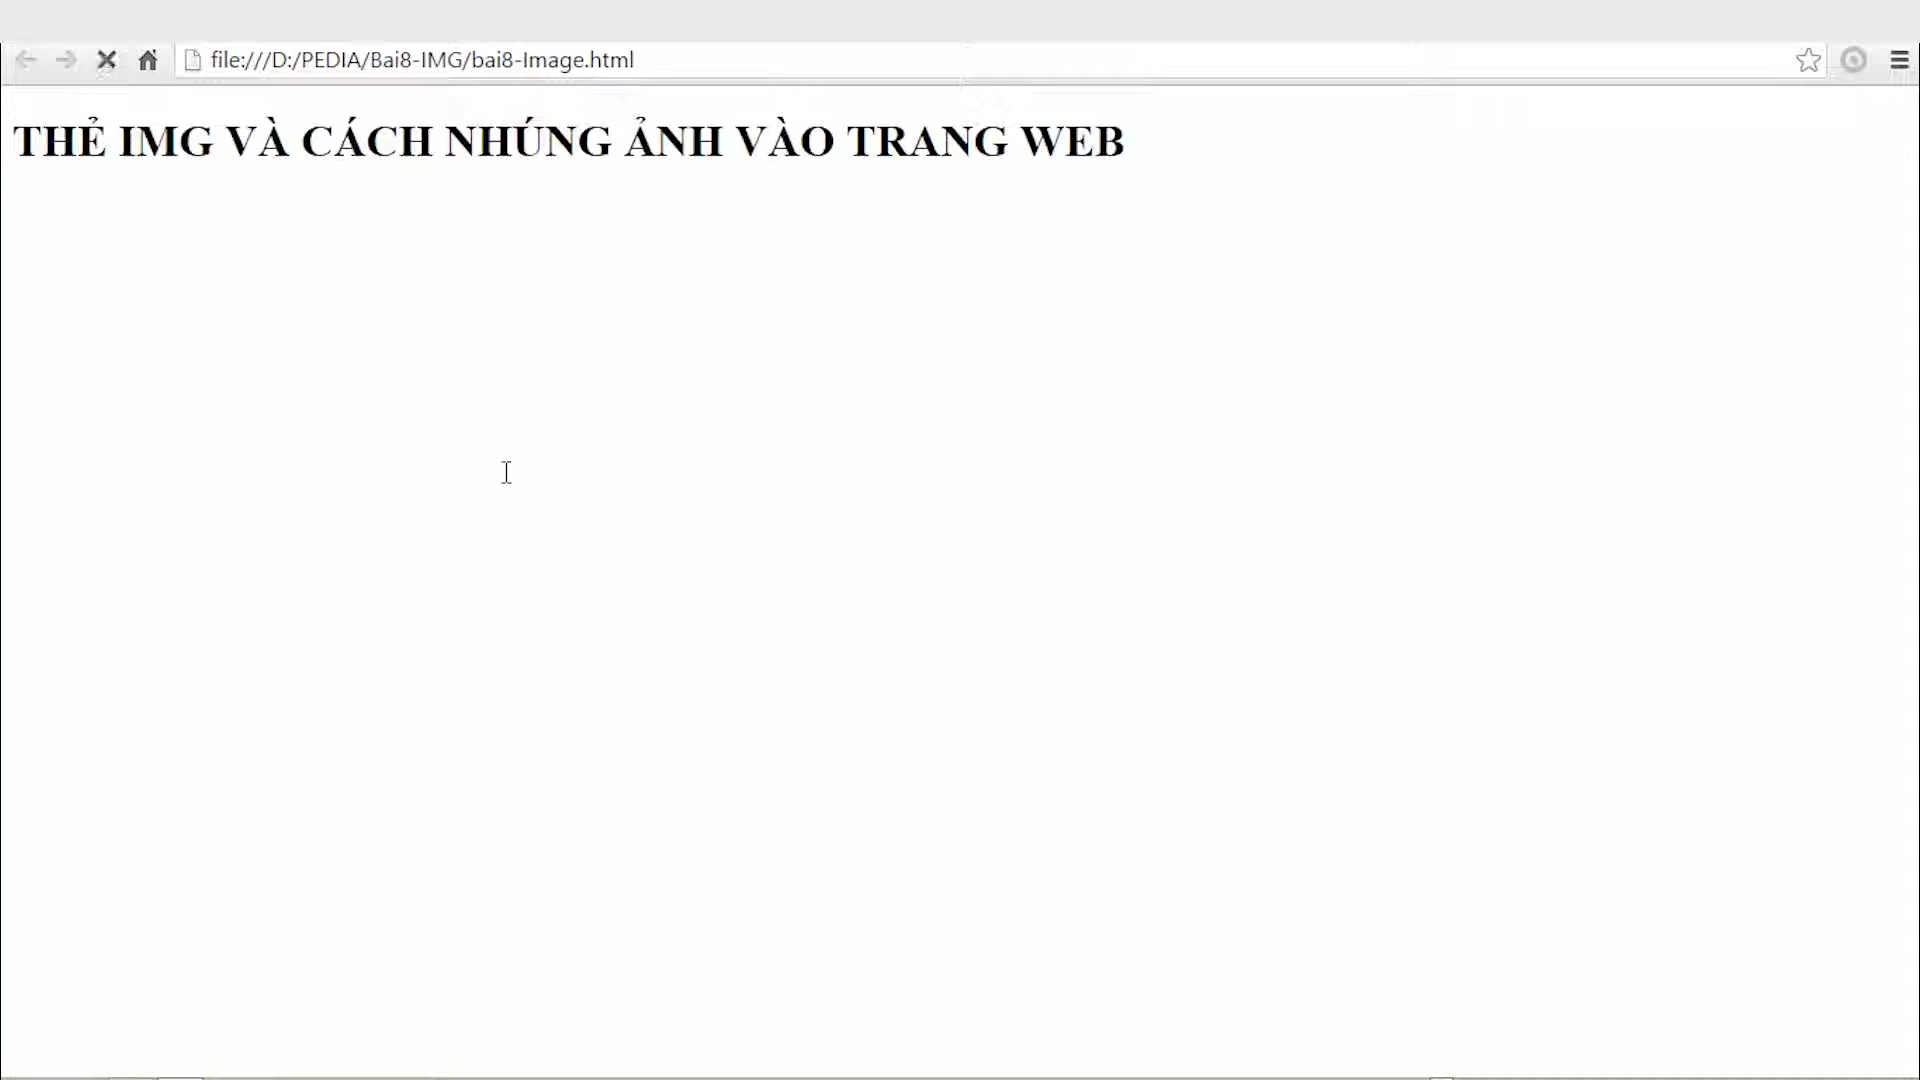 file:///D:/PEDIA/Bai8-IMG/bai8-Image.html
THẺ IMG VÀ CÁCH NHÚNG ẢNH VÀO TRANG WEB